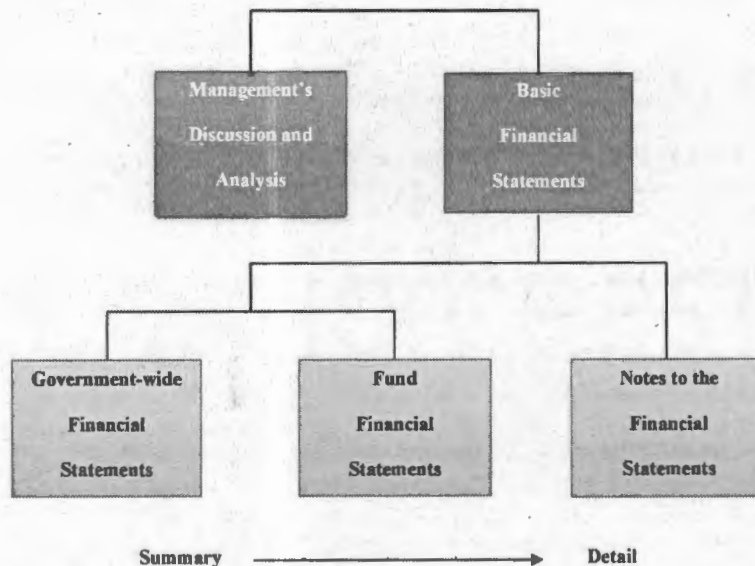 Management's
Discussion and
Analysis
Basic
Financial
Statements
Government-wide
Financial
Statements
Fund
Financial
Statements
Notes to the
Financial
Statements
Summary
Detail